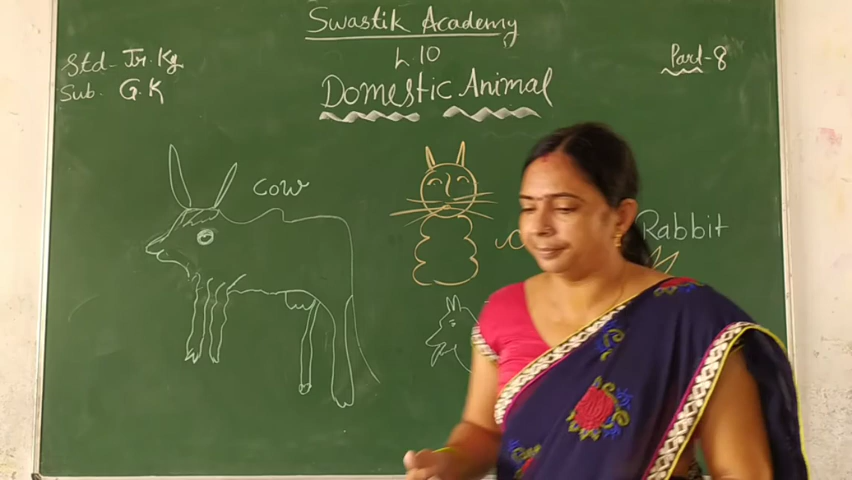 Swastik Academy
Std- Jr. Kg
L. 10
Part-8
Sub. G.K
Domestic Animal
cow
Rabbit